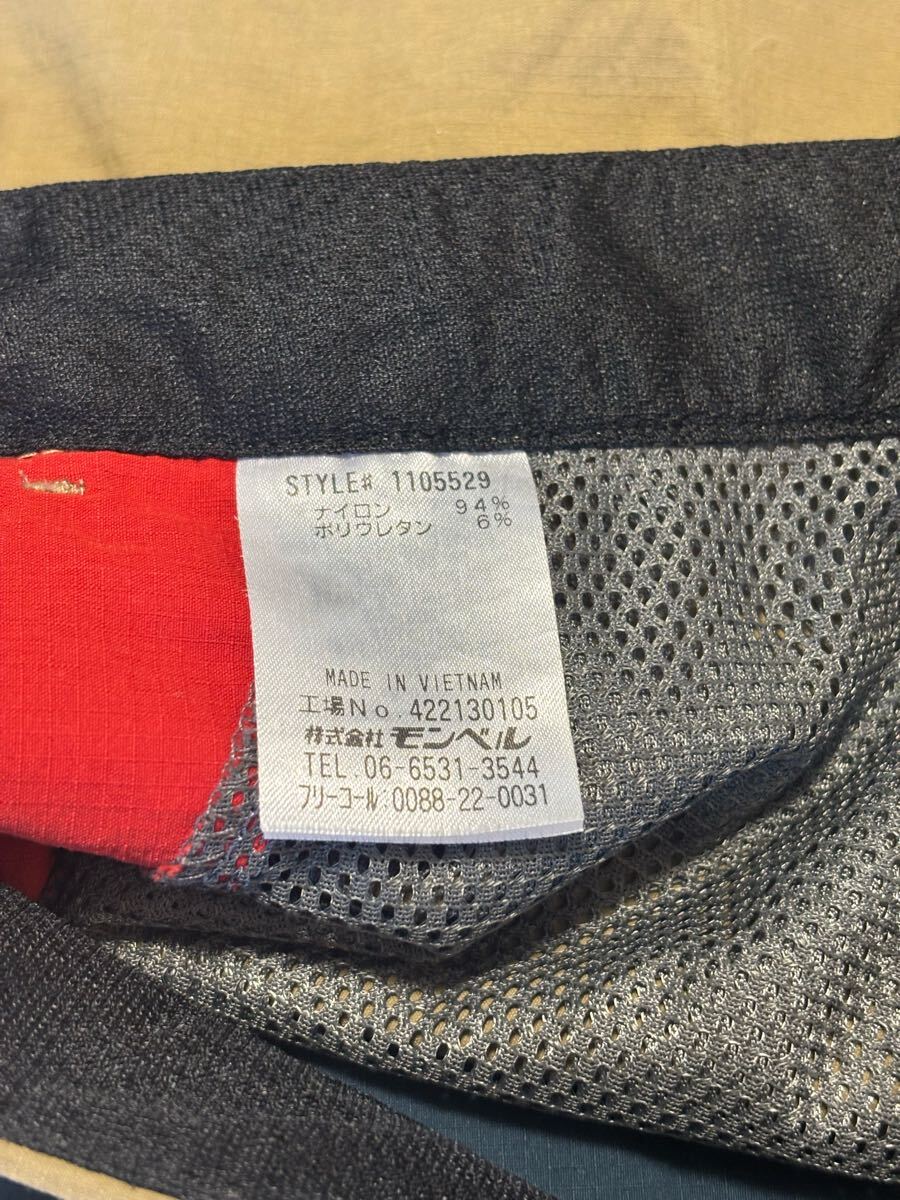 STYLE# 1105529
ナイロン 94%
ポリウレタン 6%
MADE IN VIETNAM
工場No.422130105
株式会社 モンベル
TEL.06-6531-3544
フリーコール:0088-22-0031